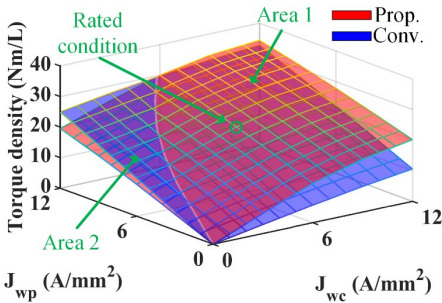 Area 1
Prop.
Conv.
Rated
condition
Torque density (Nm/L)
40
30
20
10
0
12
6
0
0
6
12
Area 2
J_wp (A/mm²)
J_wc (A/mm²)